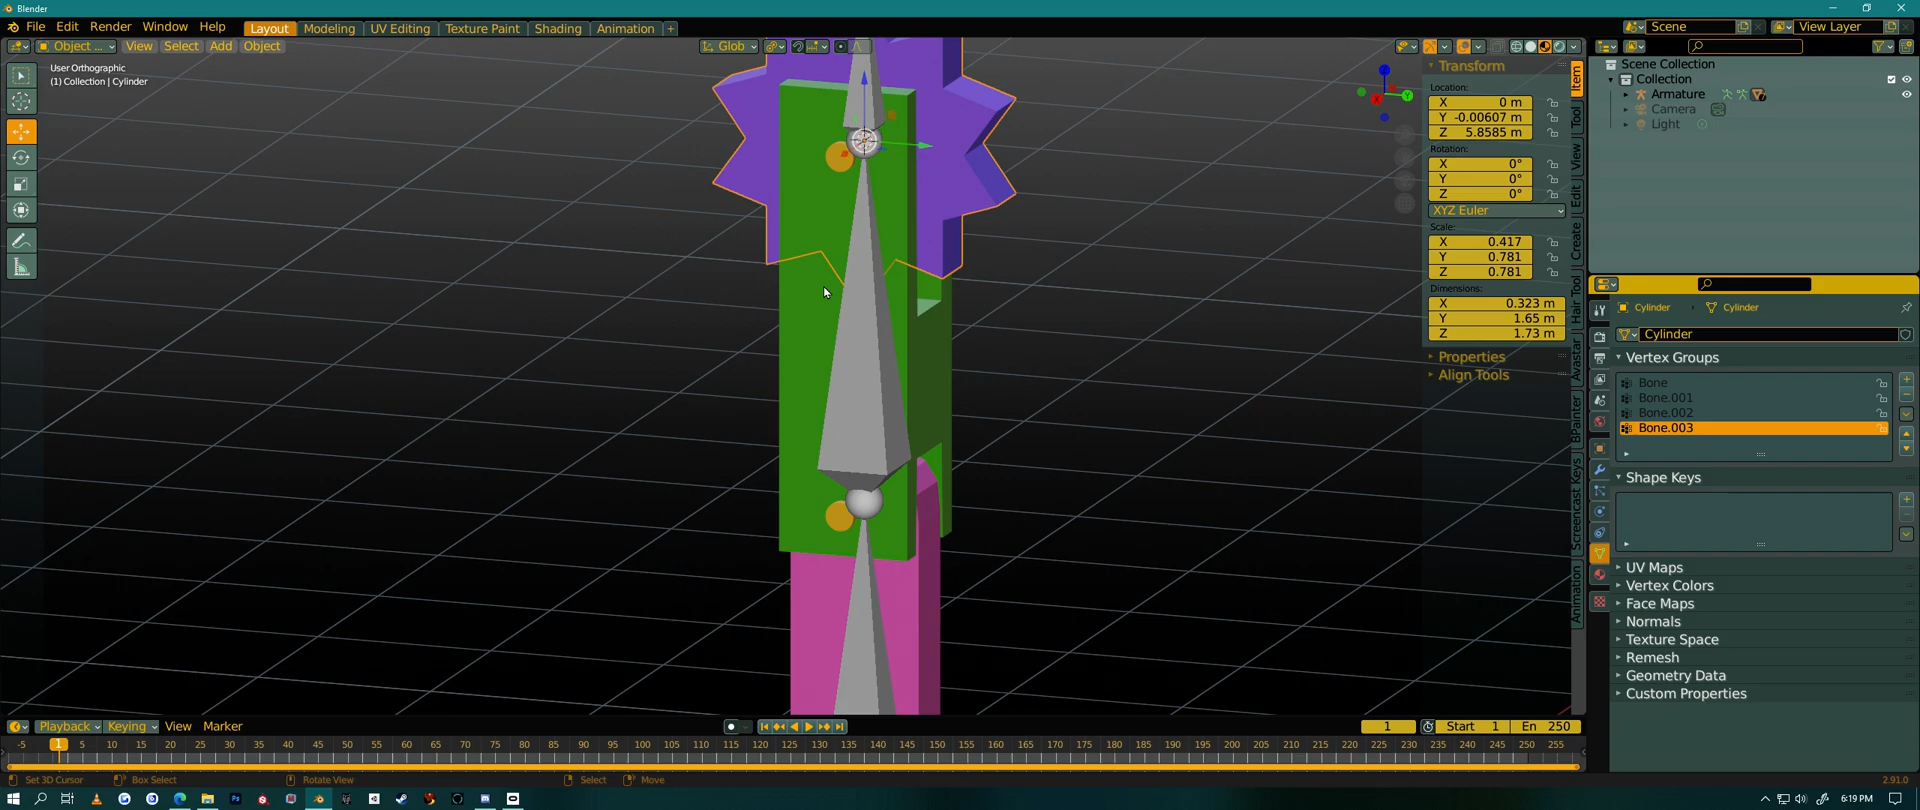 Blender
File Edit Render Window Help
Layout Modeling UV Editing Texture Paint Shading Animation +
Scene
View Layer
Object ...
View Select Add Object
Glob
User Orthographic
(1) Collection | Cylinder
Transform
Location:
X 0 m
Y -0.00607 m
Z 5.8585 m
Rotation:
X 0°
Y 0°
Z 0°
XYZ Euler
Scale:
X 0.417
Y 0.781
Z 0.781
Dimensions:
X 0.323 m
Y 1.65 m
Z 1.73 m
Properties
Align Tools
Item
Tool
View
Edit
Create
Hair Tool
Avastar
BPainter
Screencast Keys
Animation
X
Y
Scene Collection
Collection
Armature 7
Camera
Light
Cylinder Cylinder
Cylinder
Vertex Groups
Bone
Bone.001
Bone.002
Bone.003
Shape Keys
UV Maps
Vertex Colors
Face Maps
Normals
Texture Space
Remesh
Geometry Data
Custom Properties
Playback Keying View Marker
1
Start 1
En 250
-5 1 5 10 15 20 25 30 35 40 45 50 55 60 65 70 75 80 85 90 95 100 105 110 115 120 125 130 135 140 145 150 155 160 165 170 175 180 185 190 195 200 205 210 215 220 225 230 235 240 245 250 255
Set 3D Cursor Box Select Rotate View Select Move
2.91.0
6:19 PM